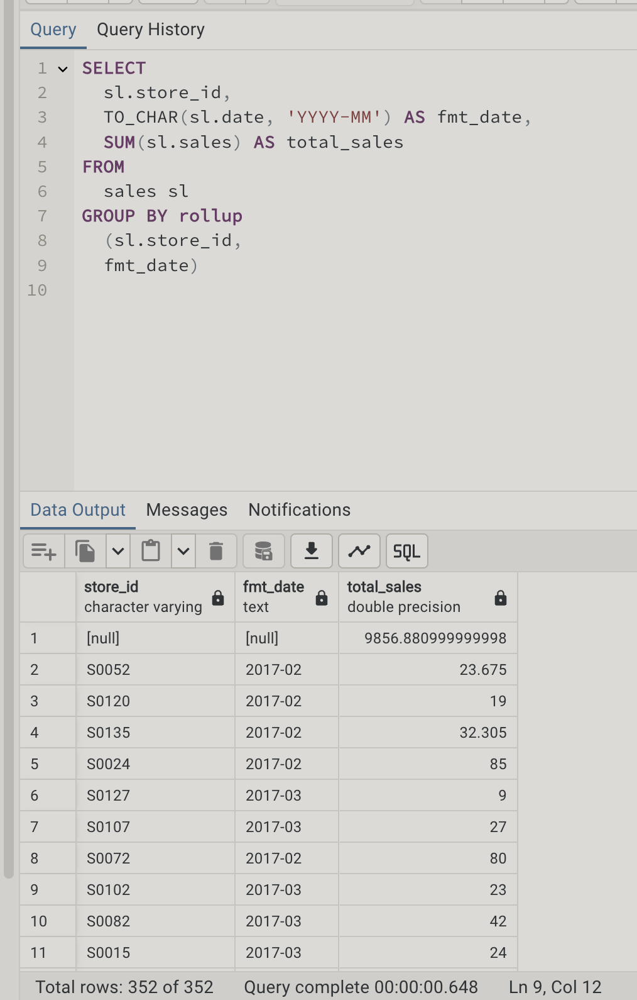 Query Query History
1 SELECT
2 sl.store_id,
3 TO_CHAR(sl.date, 'YYYY-MM') AS fmt_date,
4 SUM(sl.sales) AS total_sales
5 FROM
6 sales sl
7 GROUP BY rollup
8 (sl.store_id,
9 fmt_date)
10
Data Output Messages Notifications
SQL
store_id fmt_date total_sales
character varying text double precision
1 [null] [null] 9856.880999999998
2 S0052 2017-02 23.675
3 S0120 2017-02 19
4 S0135 2017-02 32.305
5 S0024 2017-02 85
6 S0127 2017-03 9
7 S0107 2017-03 27
8 S0072 2017-02 80
9 S0102 2017-03 23
10 S0082 2017-03 42
11 S0015 2017-03 24
Total rows: 352 of 352 Query complete 00:00:00.648 Ln 9, Col 12